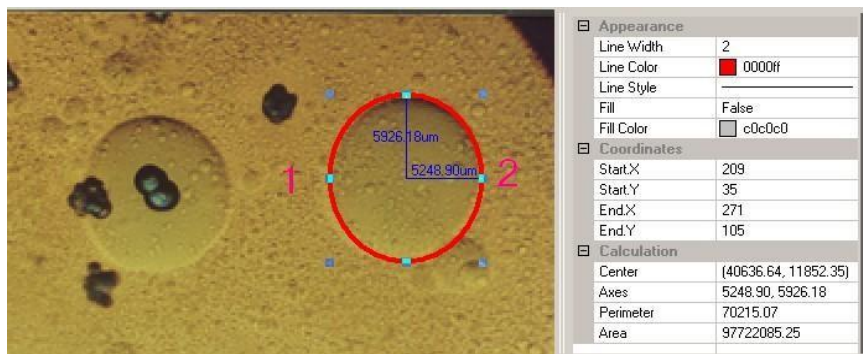 5926.18um
1
5248.90um
2
Appearance
Line Width 2
Line Color 0000ff
Line Style
Fill False
Fill Color c0c0c0
Coordinates
Start.X 209
Start.Y 35
End.X 271
End.Y 105
Calculation
Center (40636.64, 11852.35)
Axes 5248.90, 5926.18
Perimeter 70215.07
Area 97722085.25